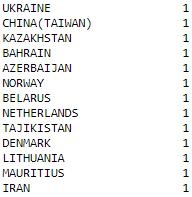 UKRAINE 1
CHINA(TAIWAN) 1
KAZAKHSTAN 1
BAHRAIN 1
AZERBAIJAN 1
NORWAY 1
BELARUS 1
NETHERLANDS 1
TAJIKISTAN 1
DENMARK 1
LITHUANIA 1
MAURITIUS 1
IRAN 1